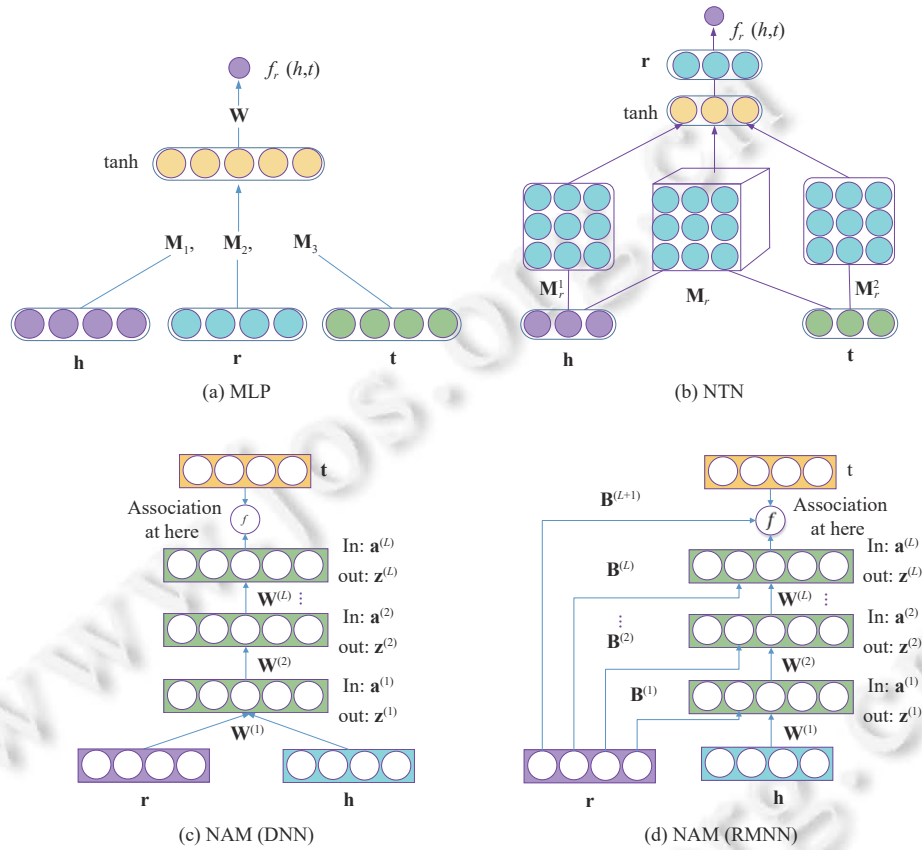 f_r (h,t)
W
tanh
M_1, M_2, M_3
h r t
(a) MLP
f_r (h,t)
r
tanh
M_r^1 M_r M_r^2
h t
(b) NTN
t
Association
at here
f
In: a^(L)
out: z^(L)
W^(L) ⋮
In: a^(2)
out: z^(2)
W^(2)
In: a^(1)
out: z^(1)
W^(1)
r h
(c) NAM (DNN)
t
B^(L+1)
Association
at here
f
In: a^(L)
B^(L)
out: z^(L)
W^(L) ⋮
⋮
In: a^(2)
B^(2)
out: z^(2)
W^(2)
B^(1)
In: a^(1)
out: z^(1)
W^(1)
r h
(d) NAM (RMNN)